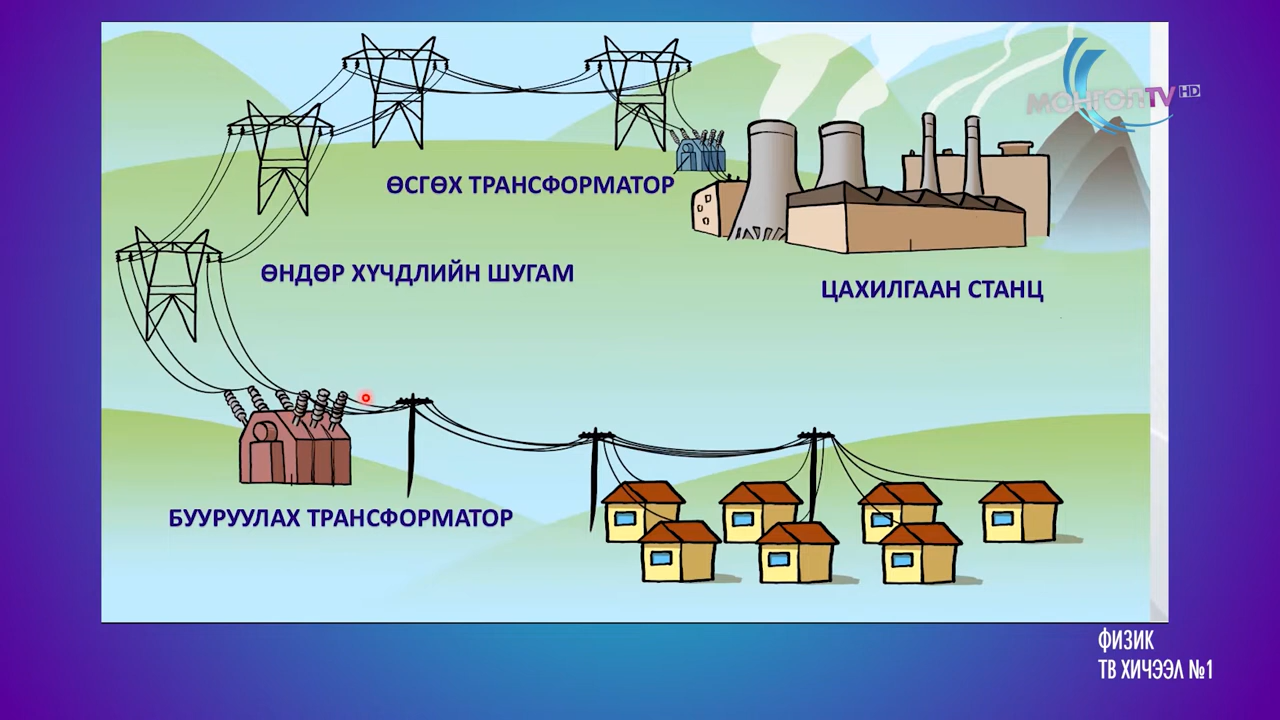 МОНГОЛ TV HD
ӨСГӨХ ТРАНСФОРМАТОР
ӨНДӨР ХҮЧДЛИЙН ШУГАМ
ЦАХИЛГААН СТАНЦ
БУУРУУЛАХ ТРАНСФОРМАТОР
ФИЗИК
ТВ ХИЧЭЭЛ №1